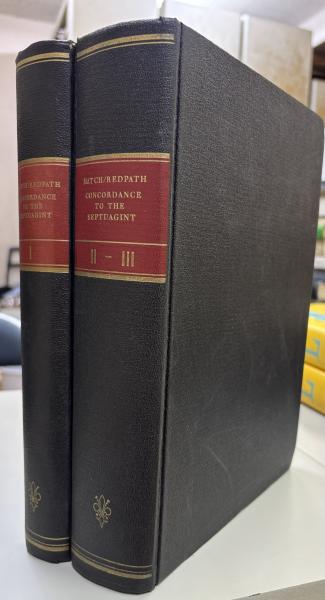 HATCH/REDPATH
CONCORDANCE
TO THE
SEPTUAGINT
I
HATCH/REDPATH
CONCORDANCE
TO THE
SEPTUAGINT
II – III